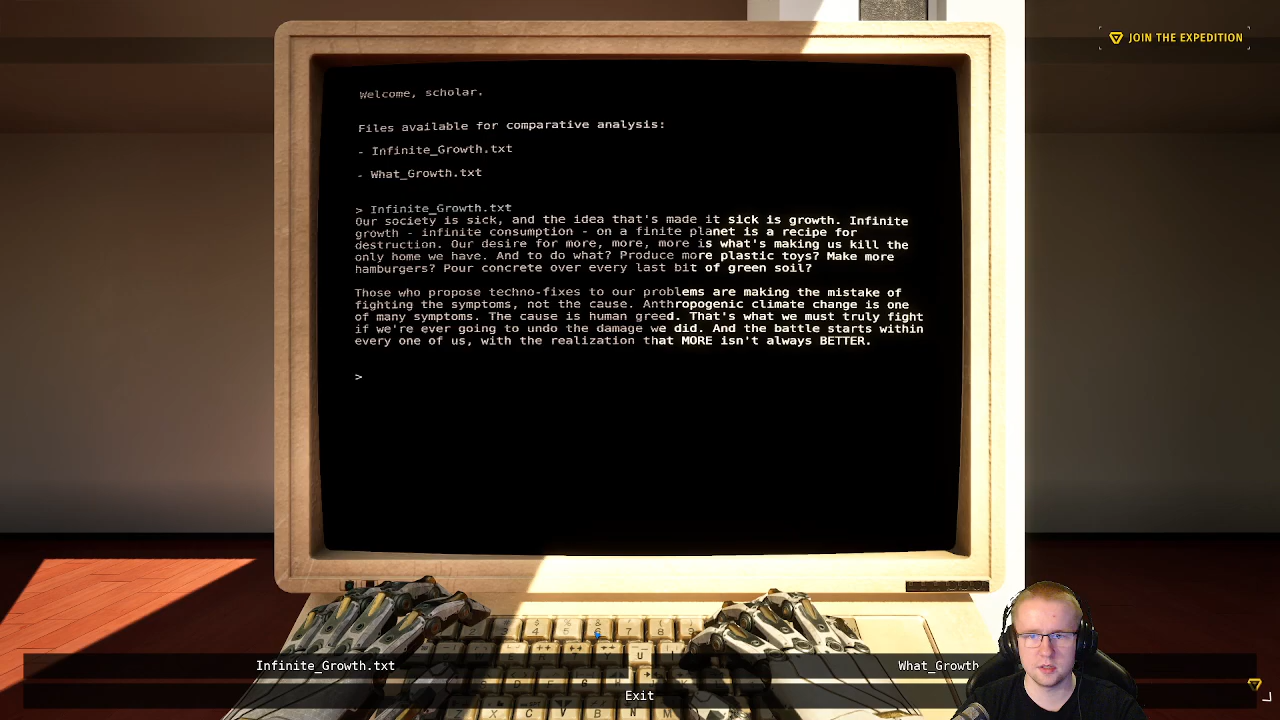 JOIN THE EXPEDITION
Welcome, scholar.
Files available for comparative analysis:
- Infinite_Growth.txt
- What_Growth.txt
> Infinite_Growth.txt
Our society is sick, and the idea that's made it sick is growth. Infinite
growth - infinite consumption - on a finite planet is a recipe for
destruction. Our desire for more, more, more is what's making us kill the
only home we have. And to do what? Produce more plastic toys? Make more
hamburgers? Pour concrete over every last bit of green soil?
Those who propose techno-fixes to our problems are making the mistake of
fighting the symptoms, not the cause. Anthropogenic climate change is one
of many symptoms. The cause is human greed. That's what we must truly fight
if we're ever going to undo the damage we did. And the battle starts within
every one of us, with the realization that MORE isn't always BETTER.
>
4 5 6 7 8 9
U
Infinite_Growth.txt What_Growth
Exit
Z X C V B N M